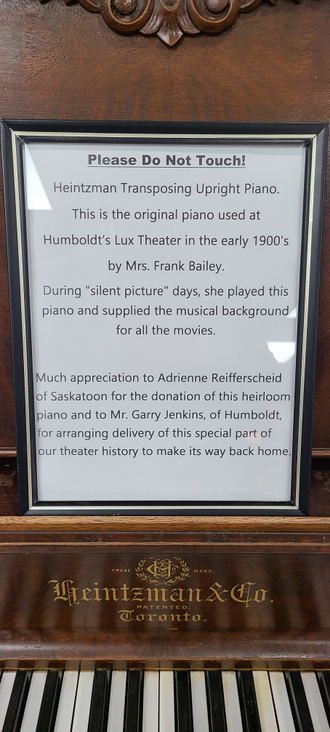 Please Do Not Touch!
Heintzman Transposing Upright Piano.
This is the original piano used at
Humboldt's Lux Theater in the early 1900's
by Mrs. Frank Bailey.
During "silent picture" days, she played this
piano and supplied the musical background
for all the movies.
Much appreciation to Adrienne Reifferscheid
of Saskatoon for the donation of this heirloom
piano and to Mr. Garry Jenkins, of Humboldt,
for arranging delivery of this special part of
our theater history to make its way back home.
TRADE MARK.
Heintzman & Co.
PATENTED.
Toronto.